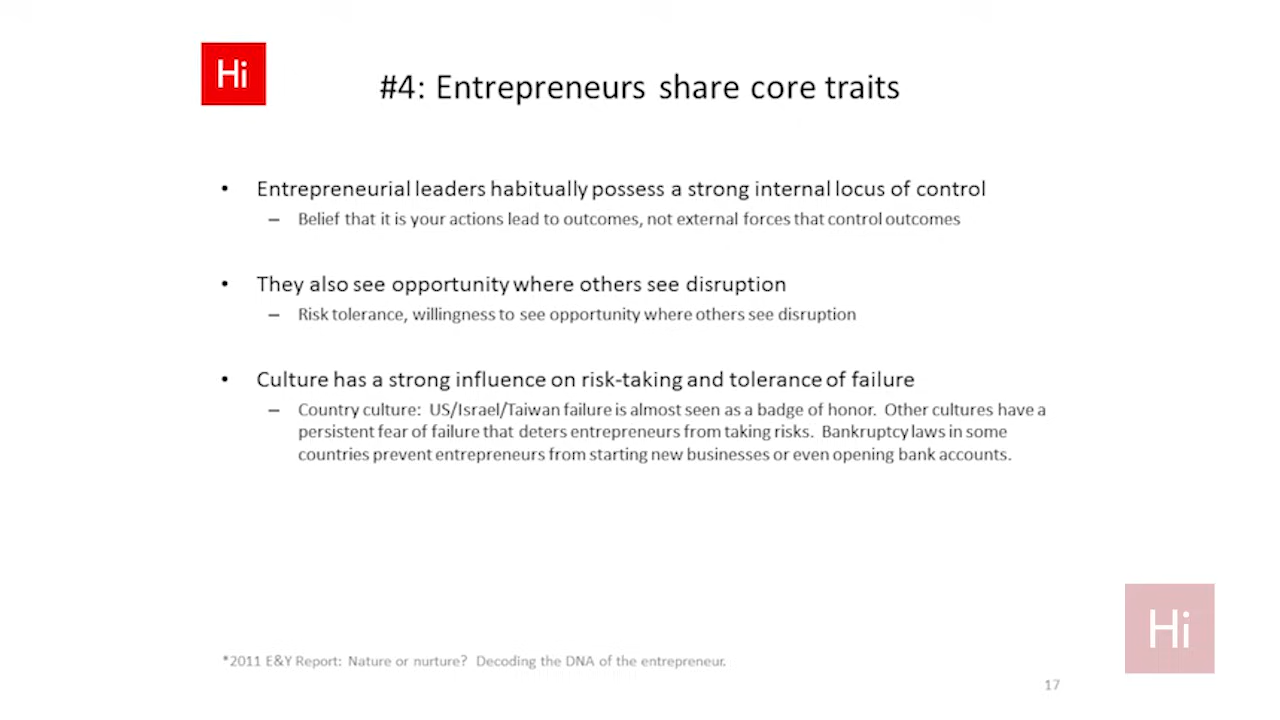 Hi
#4: Entrepreneurs share core traits
• Entrepreneurial leaders habitually possess a strong internal locus of control
– Belief that it is your actions lead to outcomes, not external forces that control outcomes
• They also see opportunity where others see disruption
– Risk tolerance, willingness to see opportunity where others see disruption
• Culture has a strong influence on risk-taking and tolerance of failure
– Country culture: US/Israel/Taiwan failure is almost seen as a badge of honor. Other cultures have a
persistent fear of failure that deters entrepreneurs from taking risks. Bankruptcy laws in some
countries prevent entrepreneurs from starting new businesses or even opening bank accounts.
Hi
*2011 E&Y Report: Nature or nurture? Decoding the DNA of the entrepreneur.
17